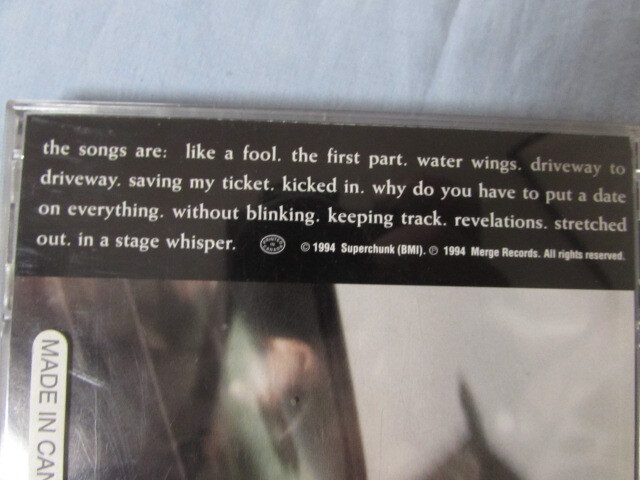 the songs are: like a fool. the first part. water wings. driveway to
driveway. saving my ticket. kicked in. why do you have to put a date
on everything. without blinking. keeping track. revelations. stretched
out. in a stage whisper. © 1994 Superchunk (BMI). ℗ 1994 Merge Records. All rights reserved.
MADE IN CAN